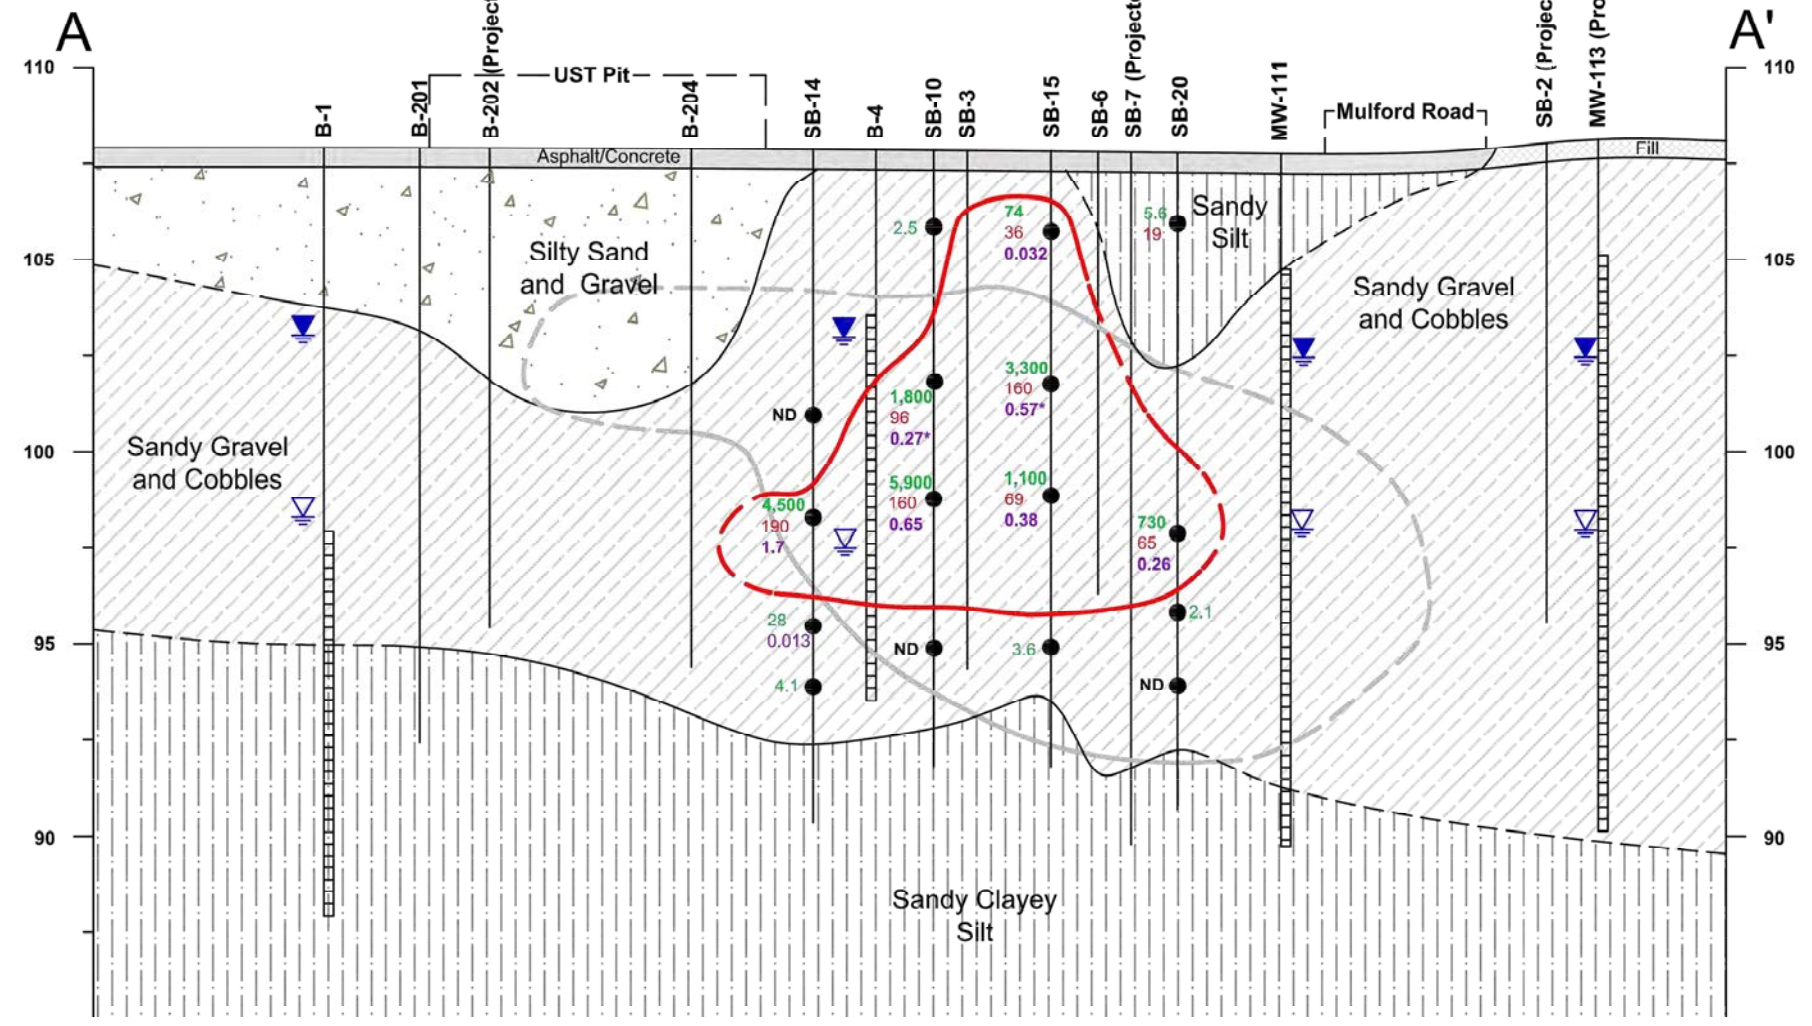 A
A'
B-1
B-201
B-202 (Project
UST Pit
B-204
SB-14
B-4
SB-10
SB-3
SB-15
SB-6
SB-7 (Projecte
SB-20
MW-111
Mulford Road
SB-2 (Projec
MW-113 (Pro
110
110
Asphalt/Concrete
Fill
105
105
Silty Sand
and Gravel
2.5
74
36
0.032
5.6
19
Sandy
Silt
Sandy Gravel
and Cobbles
ND
1,800
96
0.27*
3,300
160
0.57*
Sandy Gravel
and Cobbles
100
100
4,500
190
1.7
5,900
160
0.65
1,100
69
0.38
730
65
0.26
28
0.013
4.1
ND
3.6
2.1
ND
95
95
90
90
Sandy Clayey
Silt